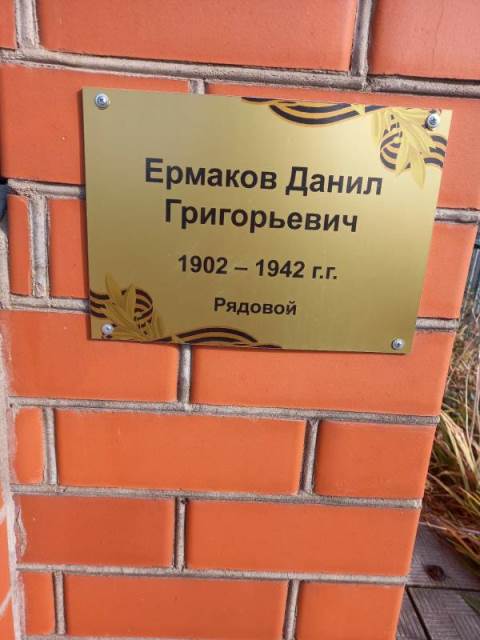 Ермаков Данил
Григорьевич
1902 – 1942 г.г.
Рядовой